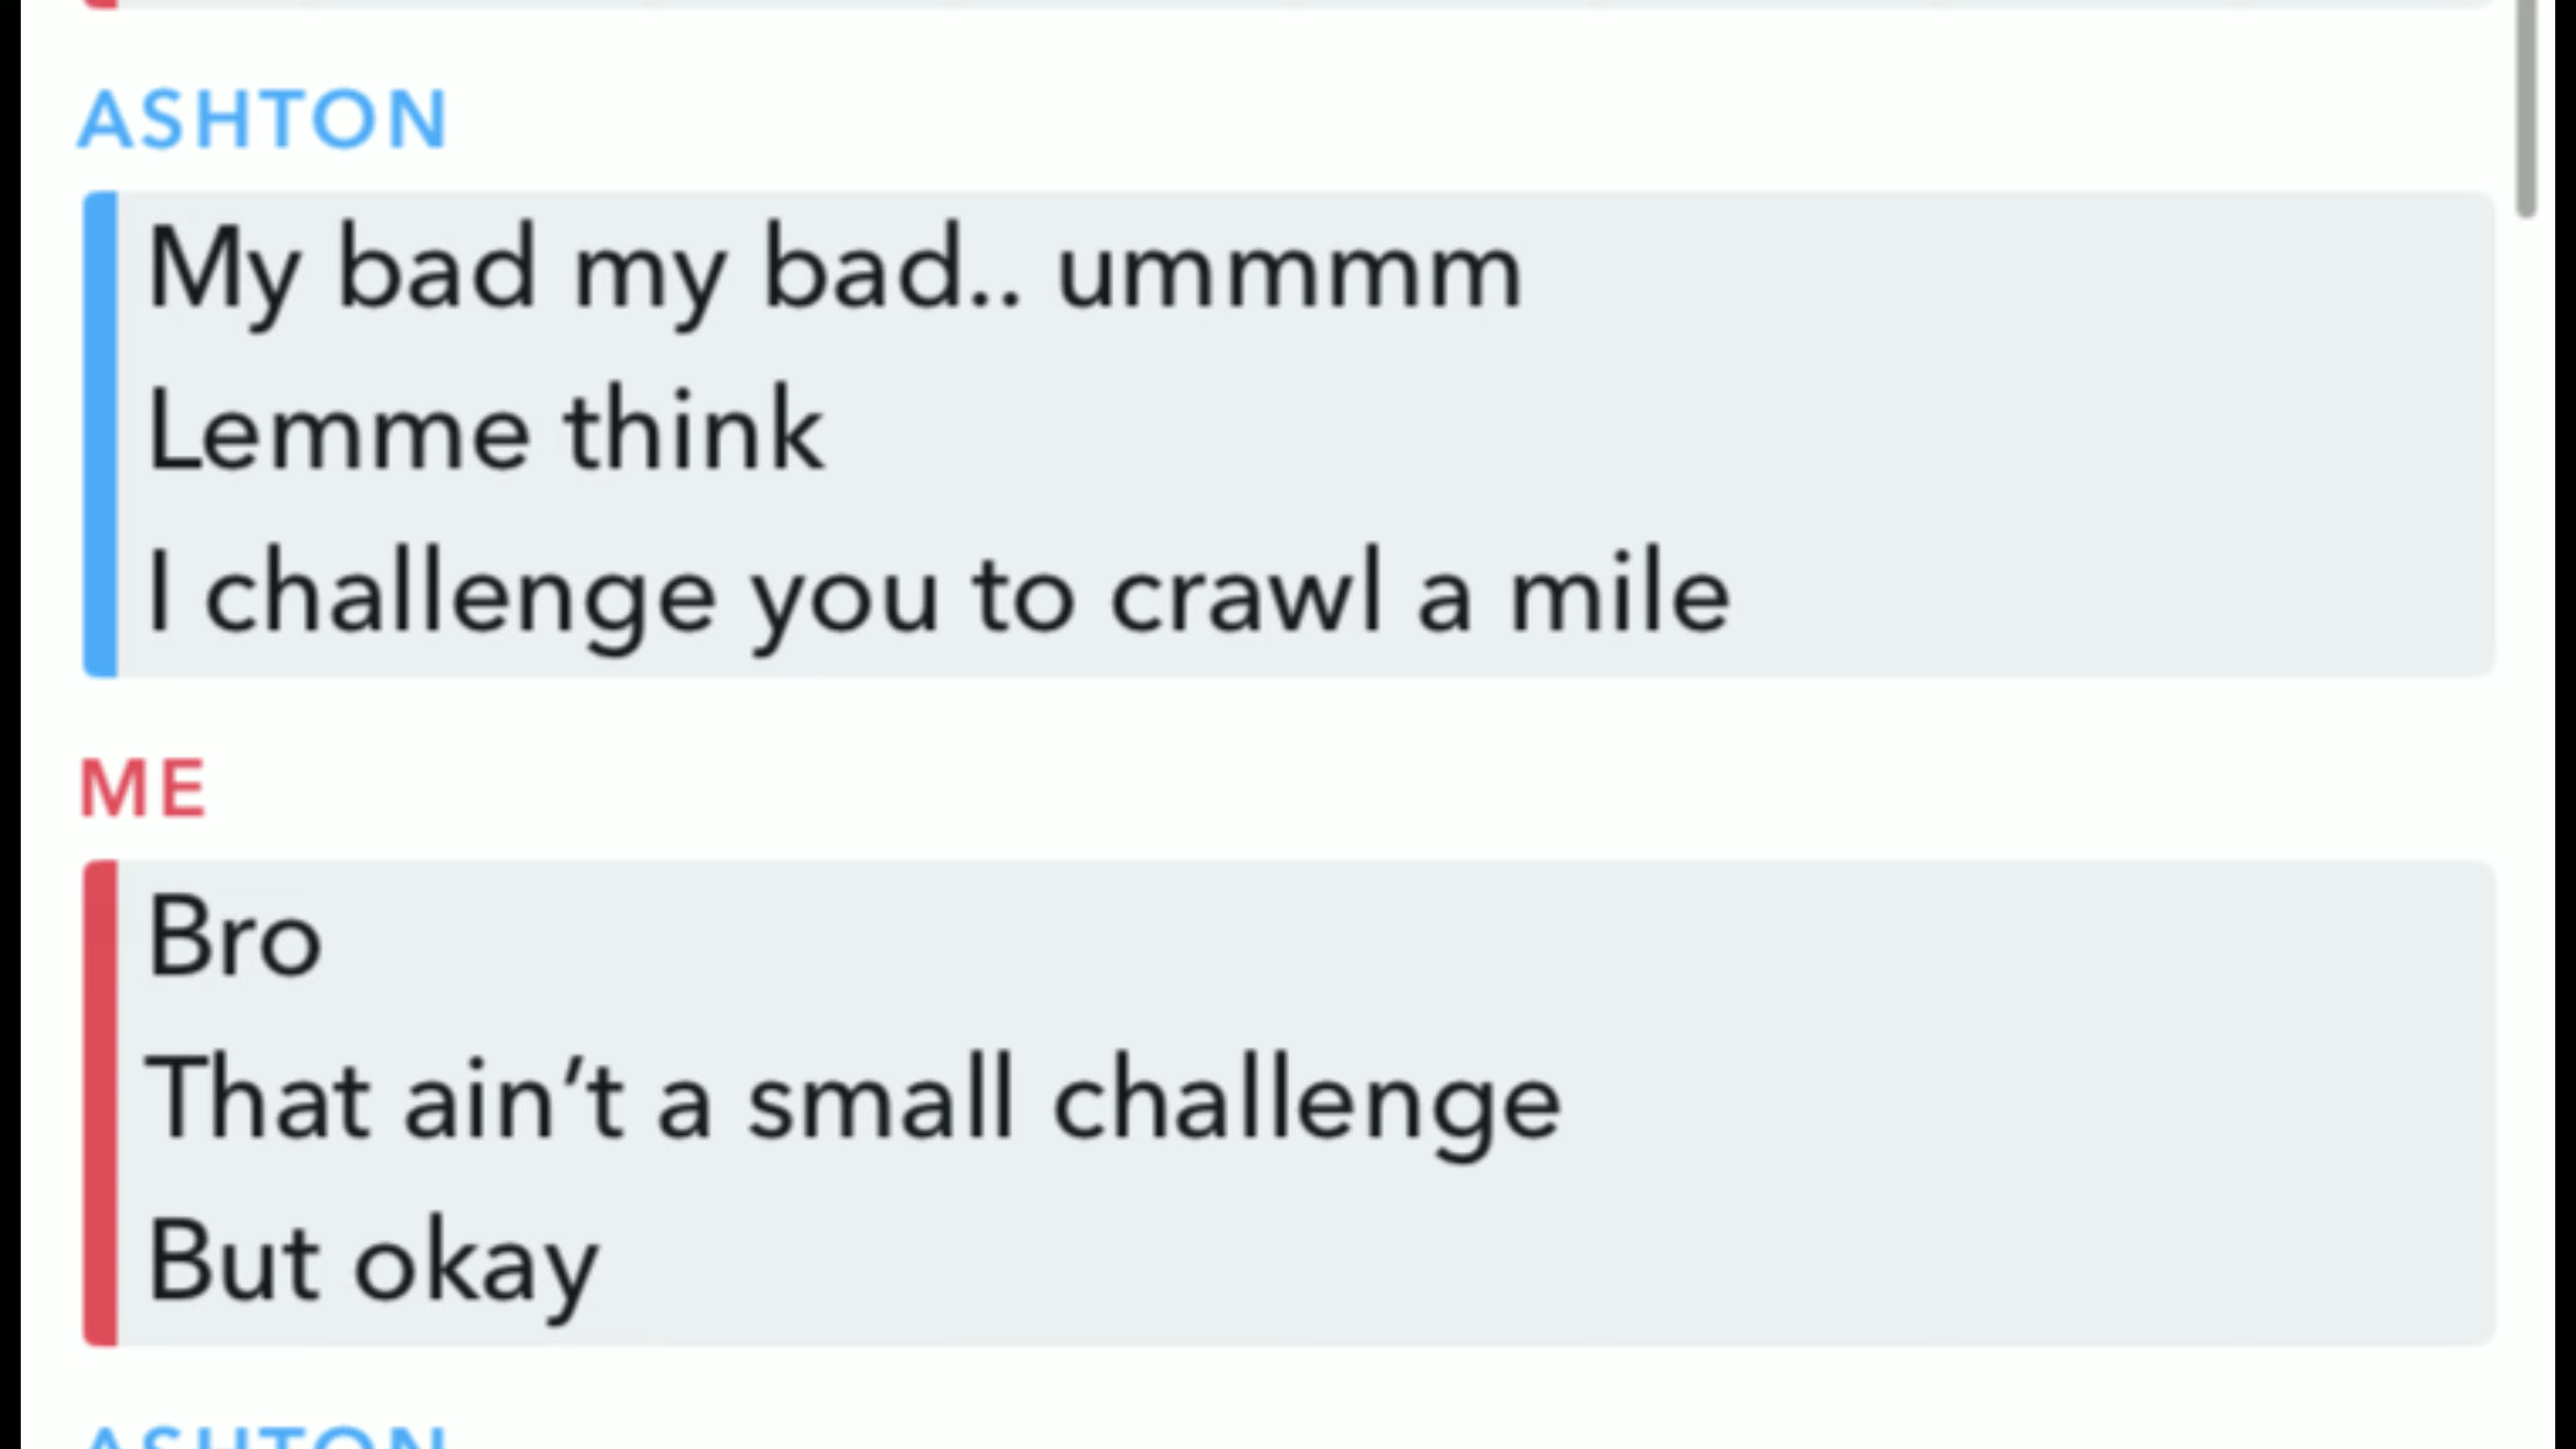 ASHTON
My bad my bad.. ummmm
Lemme think
I challenge you to crawl a mile
ME
Bro
That ain’t a small challenge
But okay
ASHTON